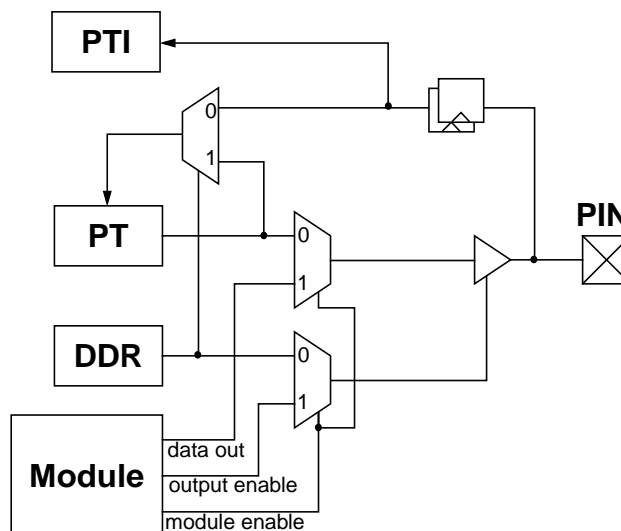 PTI
0
1
PT
PIN
0
1
DDR
0
1
Module
data out
output enable
module enable